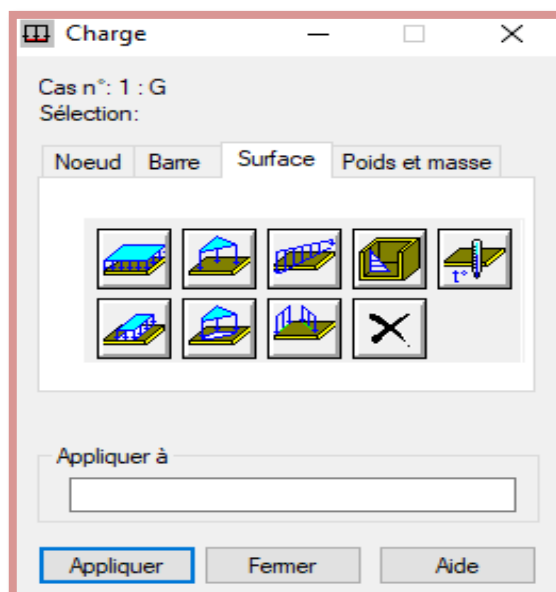 Charge
Cas n°: 1 : G
Sélection:
Noeud Barre Surface Poids et masse
t°
Appliquer à
Appliquer Fermer Aide